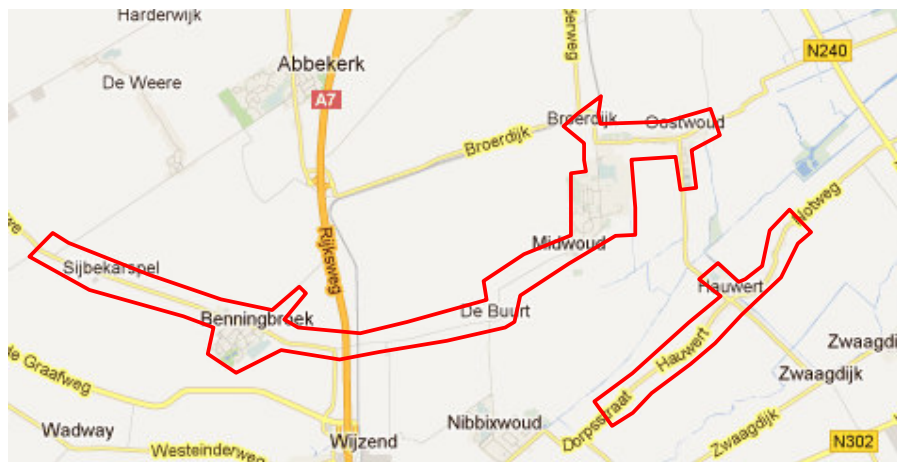 Harderwijk
De Weere
Abbekerk
A7
N240
Broerdijk
Oostwoud
Broerdijk
Notweg
Midwoud
Rijksweg
Sijbekarspel
Hauwert
De Buurt
Benningbroek
Hauwert
Zwaagdijk
de Graafweg
Zwaagdijk
Nibbixwoud
Dorpsstraat
Zwaagdijk
Wadway
Westeinderweg
Wijzend
N302